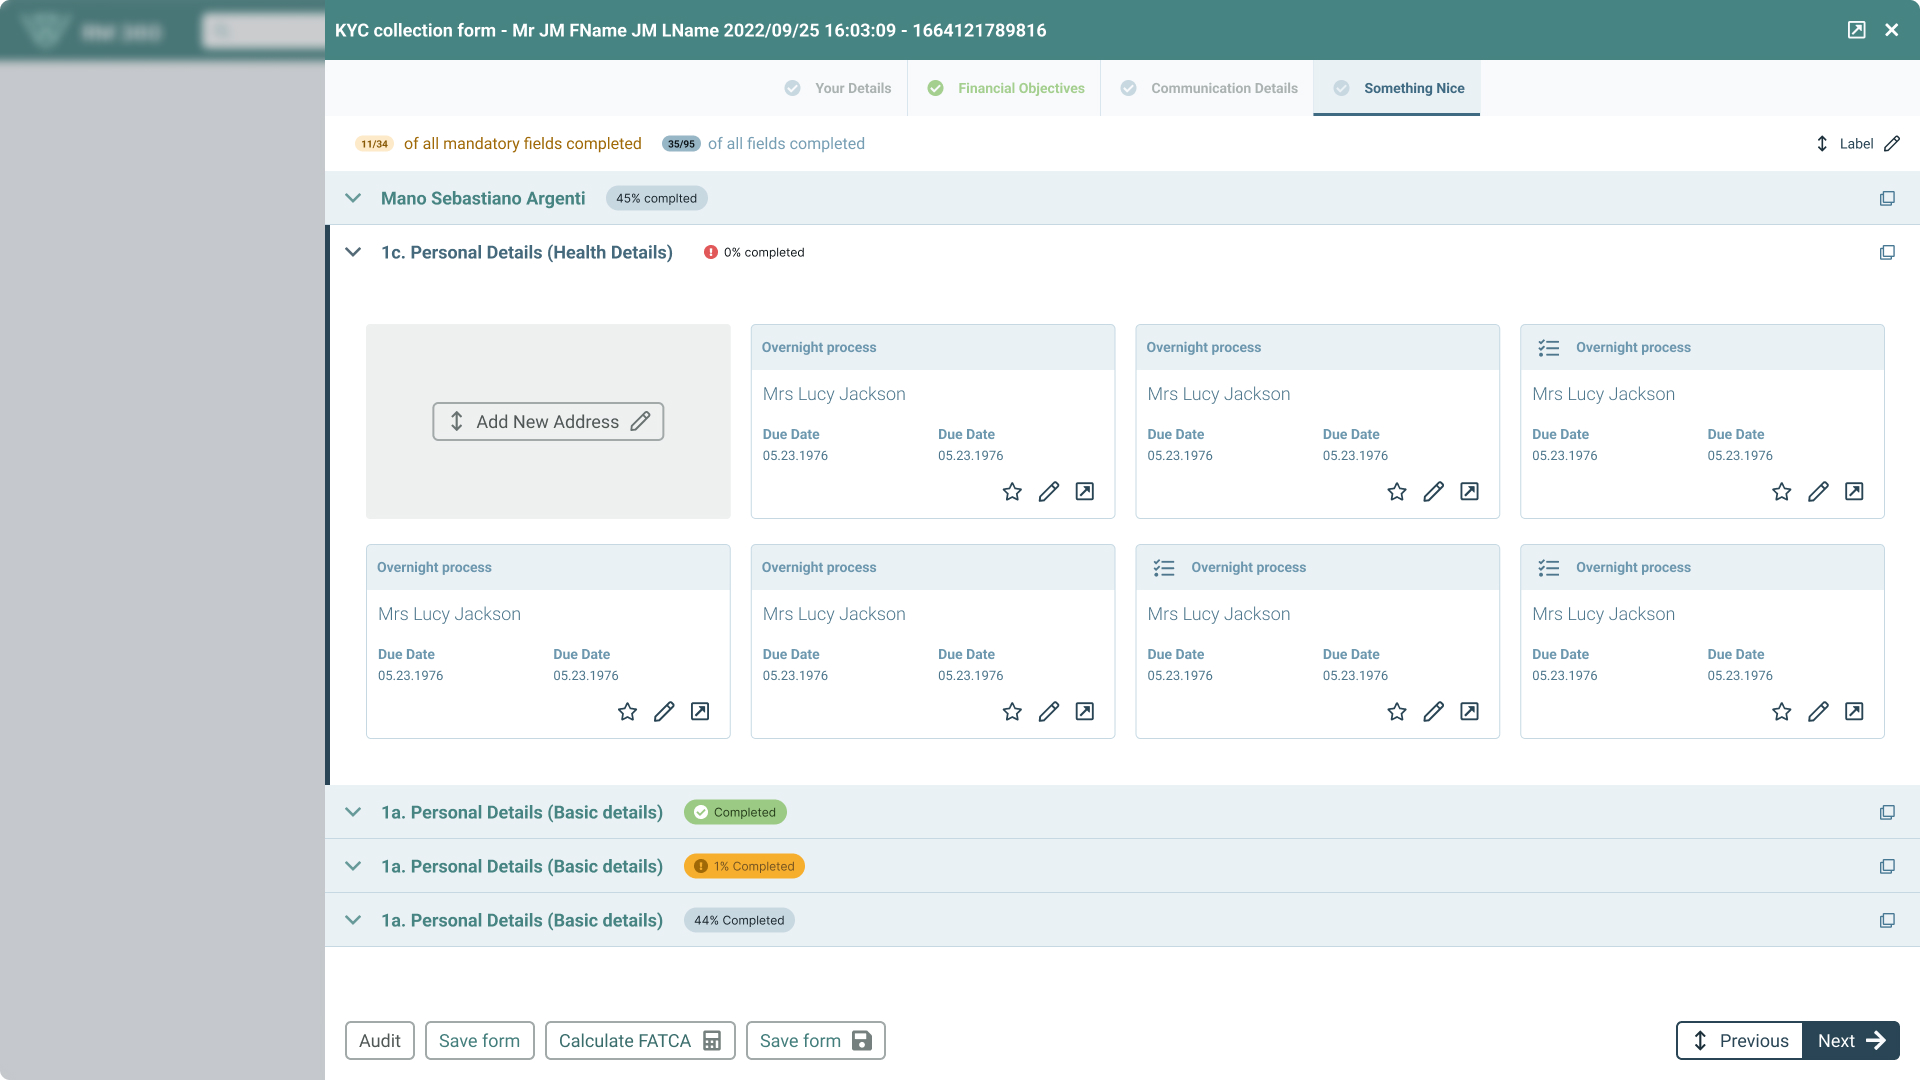 KYC collection form - Mr JM FName JM LName 2022/09/25 16:03:09 - 1664121789816
Your Details
Financial Objectives
Communication Details
Something Nice
11/34 of all mandatory fields completed
35/95 of all fields completed
Label
Mano Sebastiano Argenti
45% complted
1c. Personal Details (Health Details)
0% completed
Add New Address
Overnight process
Mrs Lucy Jackson
Due Date
05.23.1976
Due Date
05.23.1976
Overnight process
Mrs Lucy Jackson
Due Date
05.23.1976
Due Date
05.23.1976
Overnight process
Mrs Lucy Jackson
Due Date
05.23.1976
Due Date
05.23.1976
Overnight process
Mrs Lucy Jackson
Due Date
05.23.1976
Due Date
05.23.1976
Overnight process
Mrs Lucy Jackson
Due Date
05.23.1976
Due Date
05.23.1976
Overnight process
Mrs Lucy Jackson
Due Date
05.23.1976
Due Date
05.23.1976
Overnight process
Mrs Lucy Jackson
Due Date
05.23.1976
Due Date
05.23.1976
1a. Personal Details (Basic details)
Completed
1a. Personal Details (Basic details)
1% Completed
1a. Personal Details (Basic details)
44% Completed
Audit
Save form
Calculate FATCA
Save form
Previous
Next